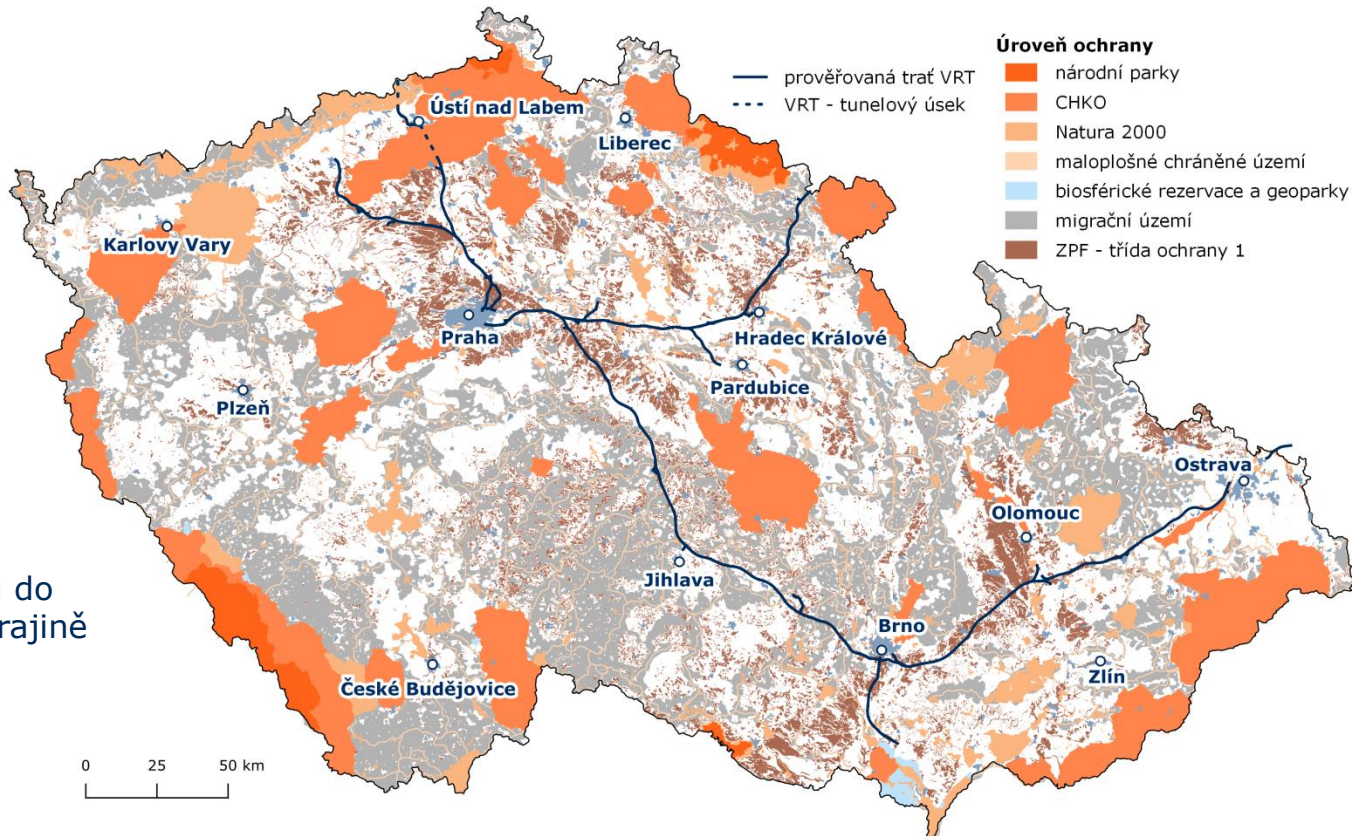 Úroveň ochrany
prověřovaná trať VRT
VRT - tunelový úsek
národní parky
CHKO
Natura 2000
maloplošné chráněné území
biosférické rezervace a geoparky
migrační území
ZPF - třída ochrany 1
Ústí nad Labem
Liberec
Karlovy Vary
Praha
Hradec Králové
Pardubice
Plzeň
Ostrava
Olomouc
Jihlava
do
Brno
Zlín
České Budějovice
0 25 50 km